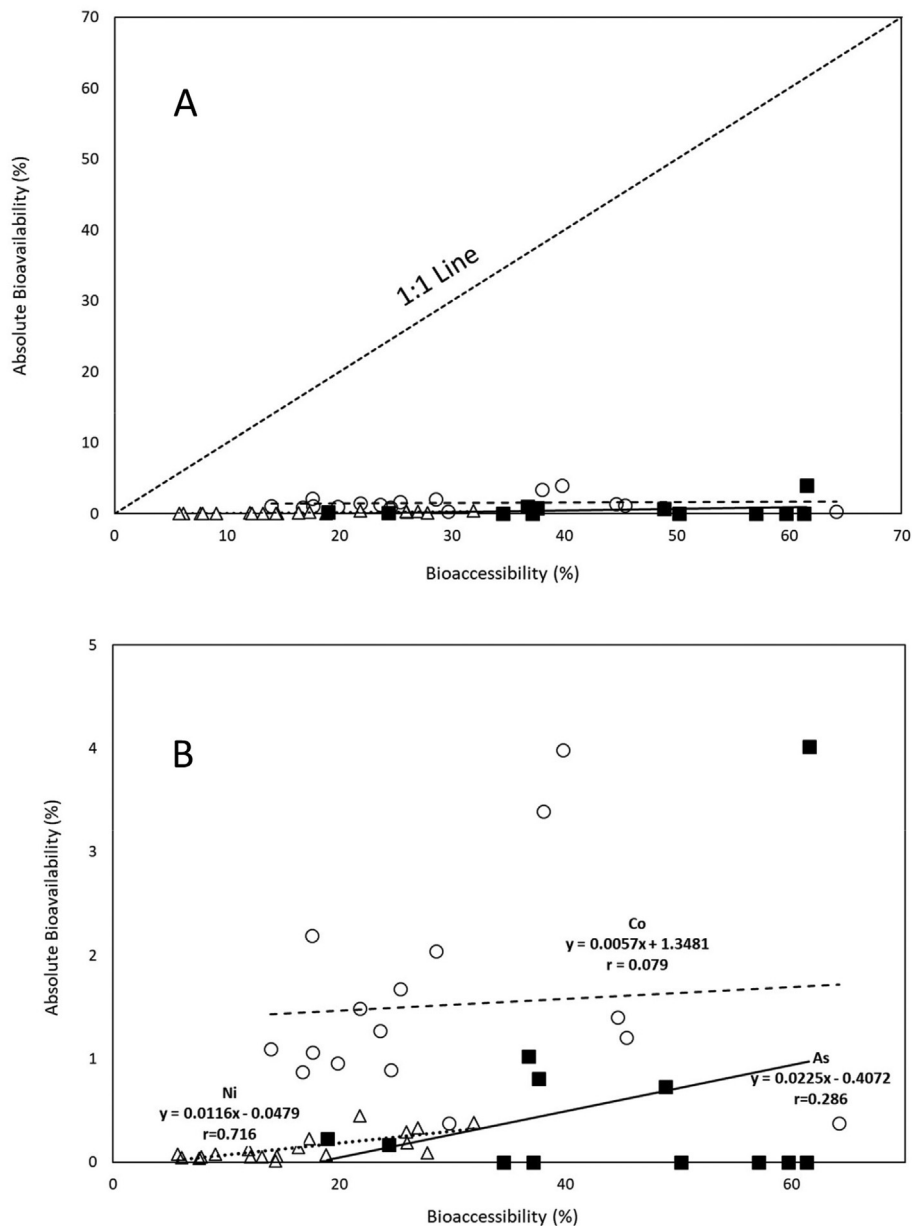 70
60
50
40
30
20
10
0
A
1:1 Line
Absolute Bioavailability (%)
0 10 20 30 40 50 60 70
Bioaccessibility (%)
5
4
3
2
1
0
B
Absolute Bioavailability (%)
Co
y = 0.0057x + 1.3481
r = 0.079
As
y = 0.0225x - 0.4072
r=0.286
Ni
y = 0.0116x - 0.0479
r=0.716
0 20 40 60
Bioaccessibility (%)